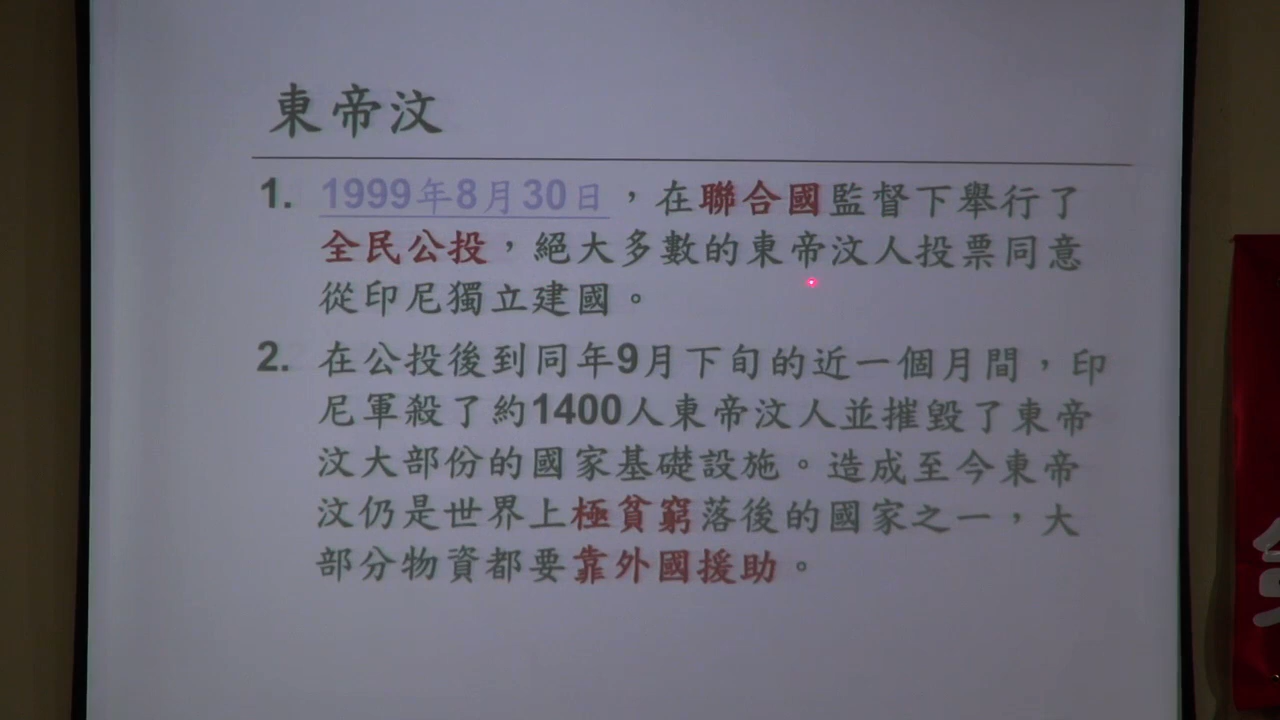 東帝汶
1. 1999年8月30日，在聯合國監督下舉行了
全民公投，絕大多數的東帝汶人投票同意
從印尼獨立建國。
2. 在公投後到同年9月下旬的近一個月間，印
尼軍殺了約1400人東帝汶人並摧毀了東帝
汶大部份的國家基礎設施。造成至今東帝
汶仍是世界上極貧窮落後的國家之一，大
部分物資都要靠外國援助。